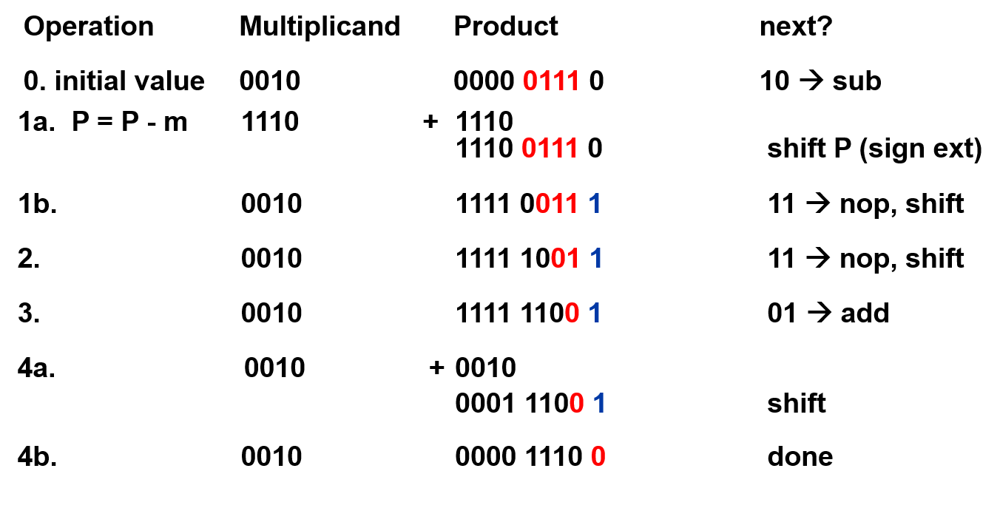 Operation Multiplicand Product next?
0. initial value 0010 0000 0111 0 10 → sub
1a. P = P - m 1110 + 1110
1110 0111 0 shift P (sign ext)
1b. 0010 1111 0011 1 11 → nop, shift
2. 0010 1111 1001 1 11 → nop, shift
3. 0010 1111 1100 1 01 → add
4a. 0010 + 0010
0001 1100 1 shift
4b. 0010 0000 1110 0 done